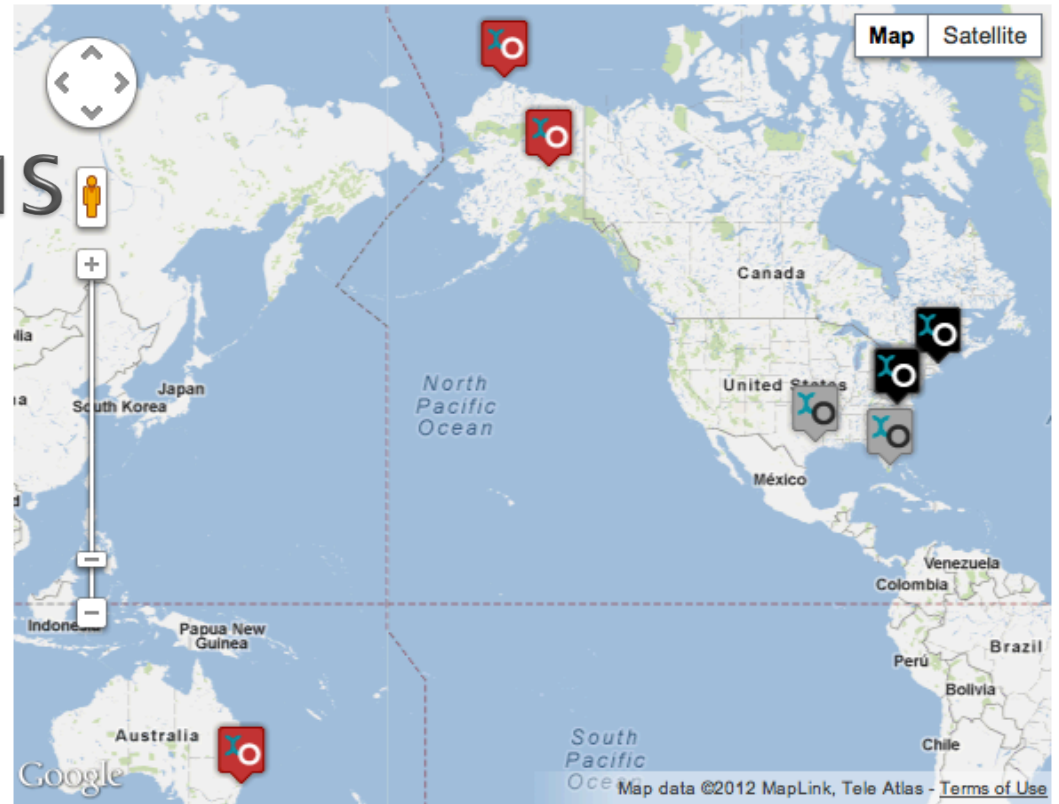 Map Satellite
Canada
United States
North
Pacific
Ocean
Japan
South Korea
México
Venezuela
Colombia
Indonesia
Papua New
Guinea
Brazil
Perú
Bolivia
Australia
Chile
South
Pacific
Google
Map data ©2012 MapLink, Tele Atlas - Terms of Use